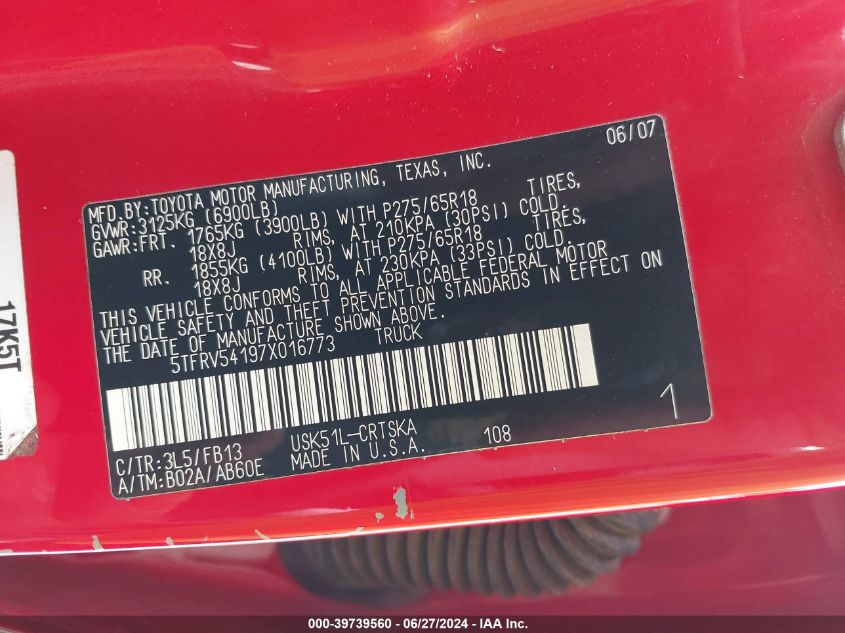 06/07
MFD.BY:TOYOTA MOTOR MANUFACTURING, TEXAS, INC.
GVWR:3125KG (6900LB)
GAWR:FRT. 1765KG (3900LB) WITH P275/65R18 TIRES,
18X8J RIMS, AT 210KPA (30PSI) COLD.
RR. 1855KG (4100LB) WITH P275/65R18 TIRES,
18X8J RIMS, AT 230KPA (33PSI) COLD.
THIS VEHICLE CONFORMS TO ALL APPLICABLE FEDERAL MOTOR
VEHICLE SAFETY AND THEFT PREVENTION STANDARDS IN EFFECT ON
THE DATE OF MANUFACTURE SHOWN ABOVE.
5TFRV54197X016773 TRUCK
1
C/TR:3L5/FB13 USK51L-CRTSKA 108
A/TM:B02A/AB60E MADE IN U.S.A.
17K5T
000-39739560 - 06/27/2024 - IAA Inc.